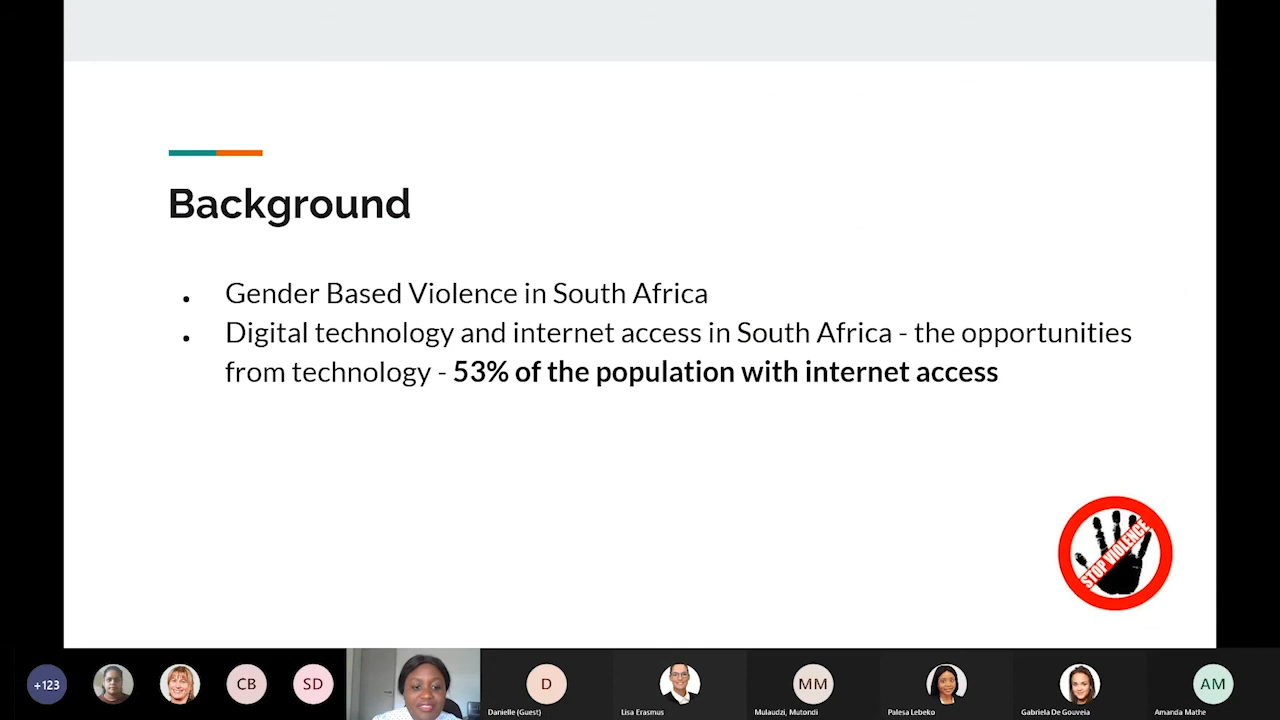 Background
Gender Based Violence in South Africa
Digital technology and internet access in South Africa - the opportunities
from technology - 53% of the population with internet access
STOP VIOLENCE
+123
CB
SD
D
MM
AM
Danielle (Guest)
Lisa Erasmus
Mulaudzi, Mutondi
Palesa Lebeko
Gabriela De Gouveia
Amanda Mathe